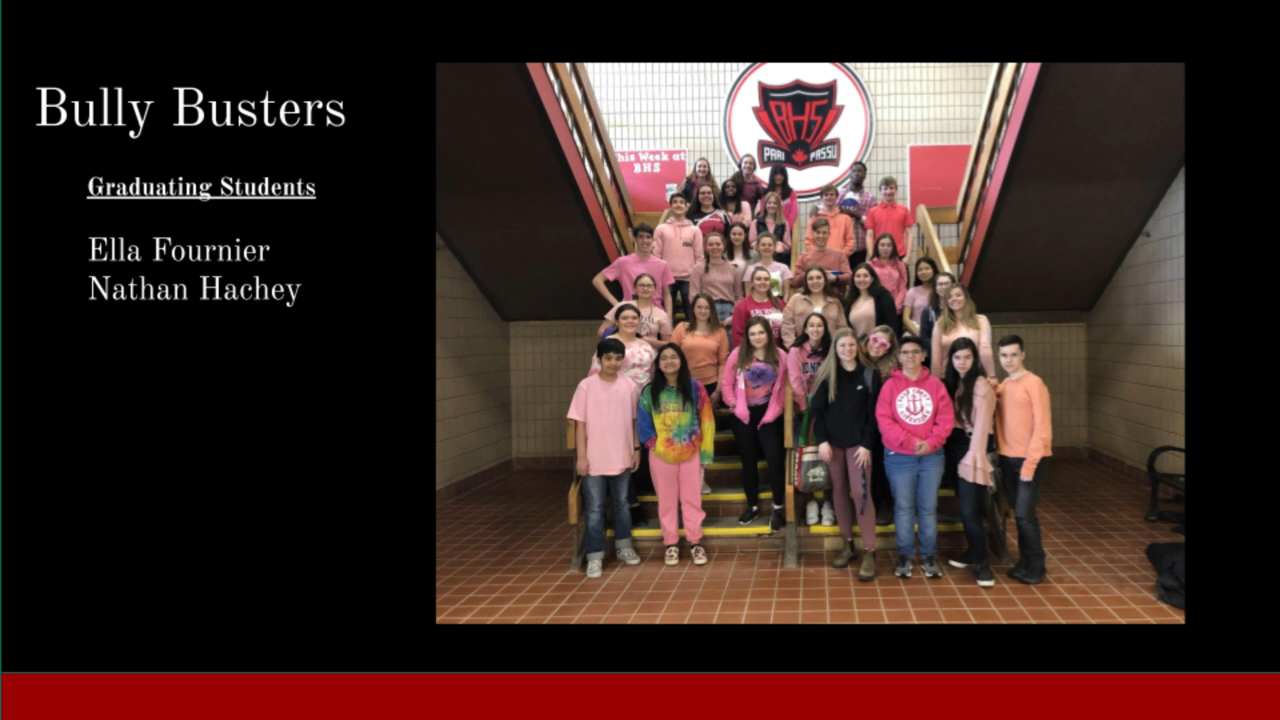 Bully Busters
Graduating Students
Ella Fournier
Nathan Hachey
This Week at
BHS
BHS
PARI PASSU